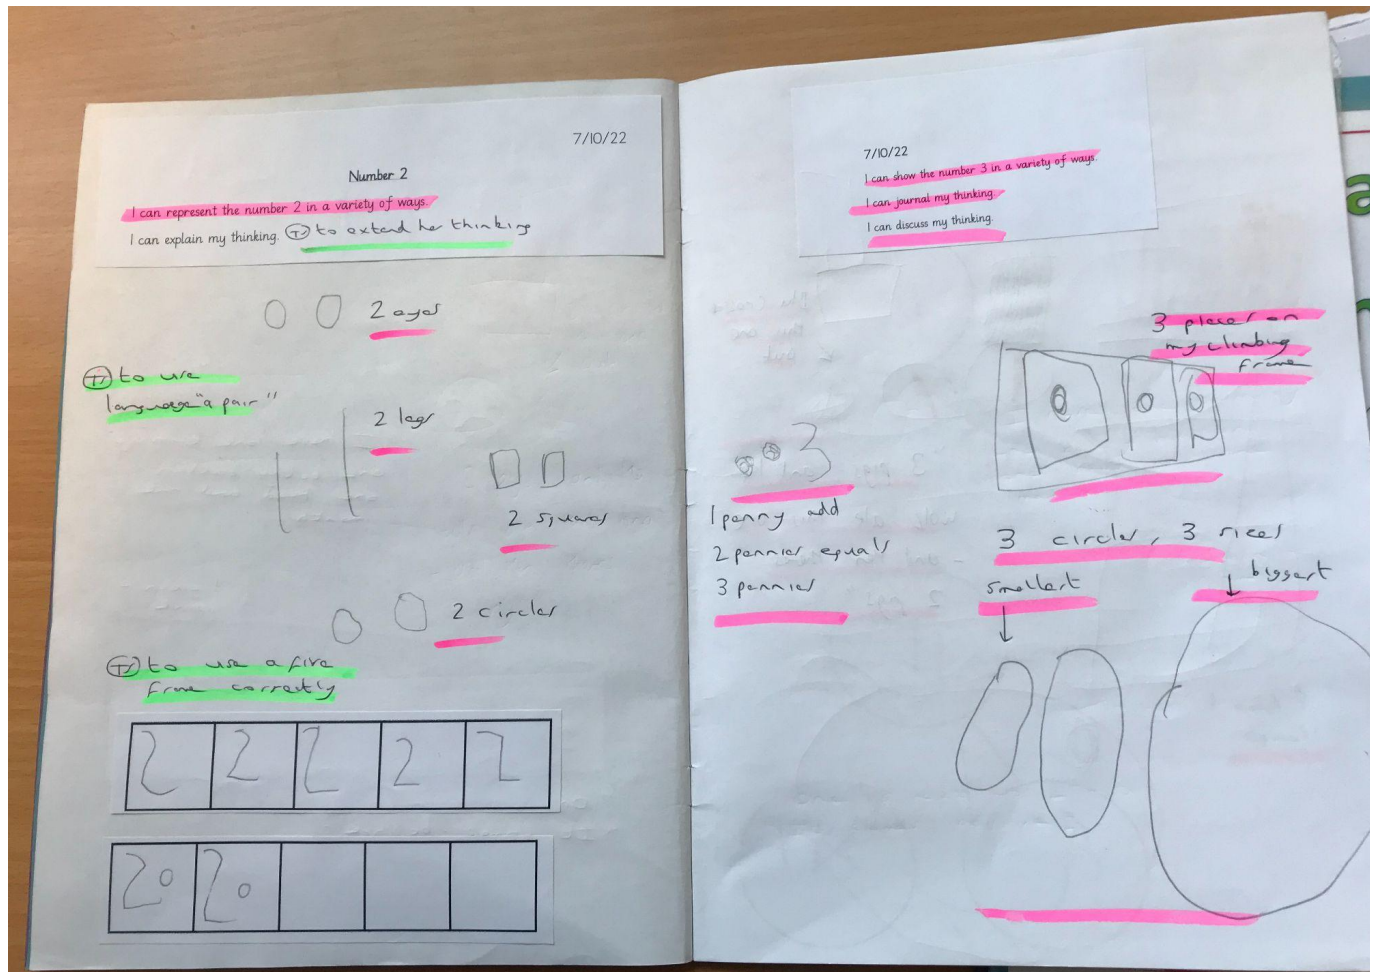 7/10/22
Number 2
I can represent the number 2 in a variety of ways.
I can explain my thinking. TS to extend her thinking
2 eyes
TS to use
language "a pair"
2 legs
2 squares
2 circles
TS to use a five
frame correctly
2 2 2 2 2
2 2
7/10/22
I can show the number 3 in a variety of ways.
I can journal my thinking.
I can discuss my thinking.
3 places on
my climbing
frame
3
1 penny add
2 pennies equals
3 pennies
3 circles, 3 sizes
smallest
biggest